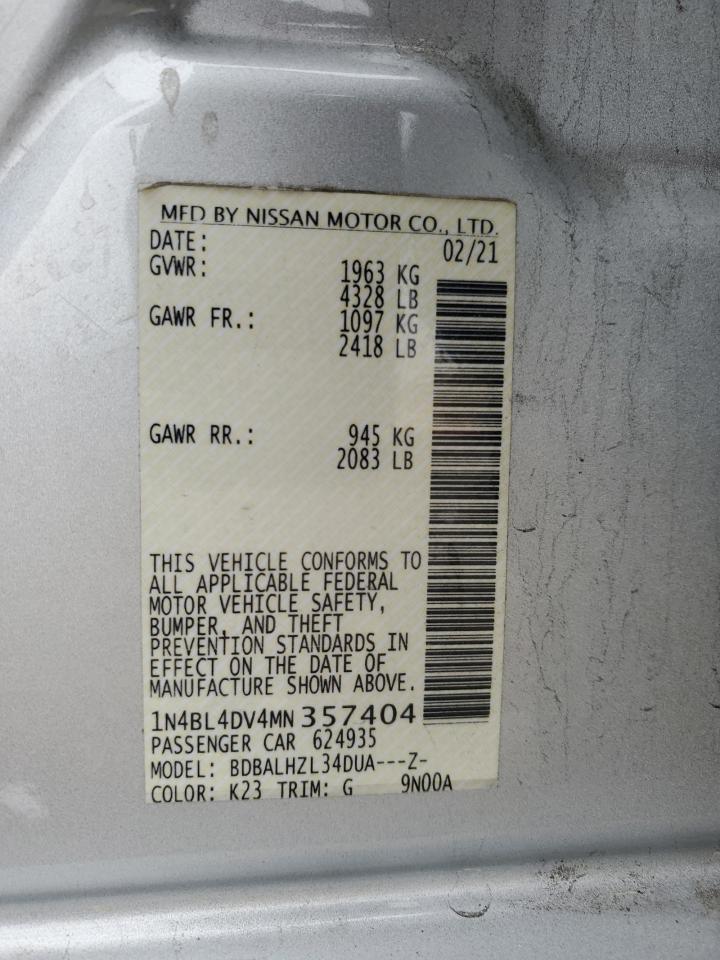 MFD BY NISSAN MOTOR CO., LTD.
DATE: 02/21
GVWR: 1963 KG
4328 LB
GAWR FR.: 1097 KG
2418 LB
GAWR RR.: 945 KG
2083 LB
THIS VEHICLE CONFORMS TO
ALL APPLICABLE FEDERAL
MOTOR VEHICLE SAFETY,
BUMPER, AND THEFT
PREVENTION STANDARDS IN
EFFECT ON THE DATE OF
MANUFACTURE SHOWN ABOVE.
1N4BL4DV4MN 357404
PASSENGER CAR 624935
MODEL: BDBALHZL34DUA---Z-
COLOR: K23 TRIM: G 9N00A